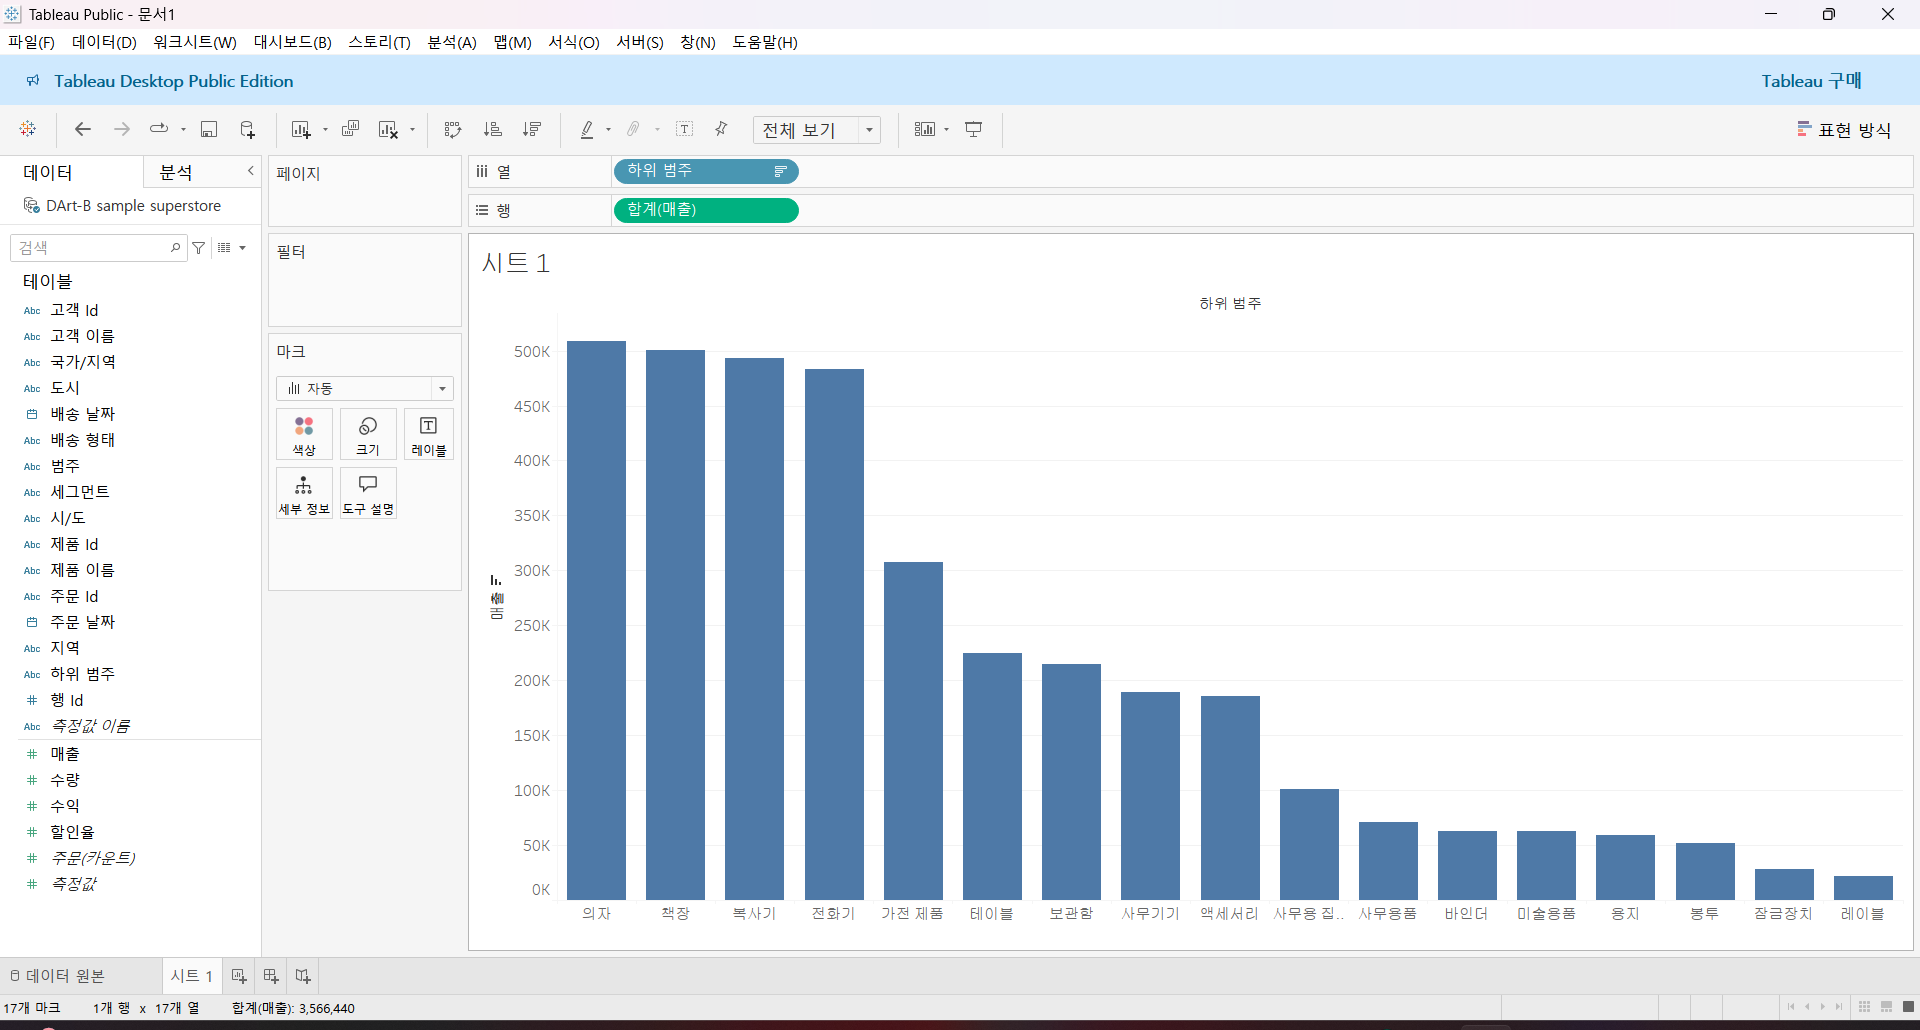 Tableau Public - 문서1
파일(F) 데이터(D) 워크시트(W) 대시보드(B) 스토리(T) 분석(A) 맵(M) 서식(O) 서버(S) 창(N) 도움말(H)
Tableau Desktop Public Edition
Tableau 구매
전체 보기
표현 방식
데이터
분석
DArt-B sample superstore
검색
테이블
Abc 고객 Id
Abc 고객 이름
Abc 국가/지역
Abc 도시
배송 날짜
Abc 배송 형태
Abc 범주
Abc 세그먼트
Abc 시/도
Abc 제품 Id
Abc 제품 이름
Abc 주문 Id
주문 날짜
Abc 지역
Abc 하위 범주
# 행 Id
Abc 측정값 이름
# 매출
# 수량
# 수익
# 할인율
# 주문(카운트)
# 측정값
페이지
필터
마크
자동
색상
크기
레이블
세부 정보
도구 설명
열
하위 범주
행
합계(매출)
시트 1
하위 범주
500K
450K
400K
350K
300K
250K
200K
150K
100K
50K
0K
매출
의자 책장 복사기 전화기 가전 제품 테이블 보관함 사무기기 액세서리 사무용 집.. 사무용품 바인더 미술용품 용지 봉투 잠금장치 레이블
데이터 원본
시트 1
17개 마크 1개 행 x 17개 열 합계(매출): 3,566,440